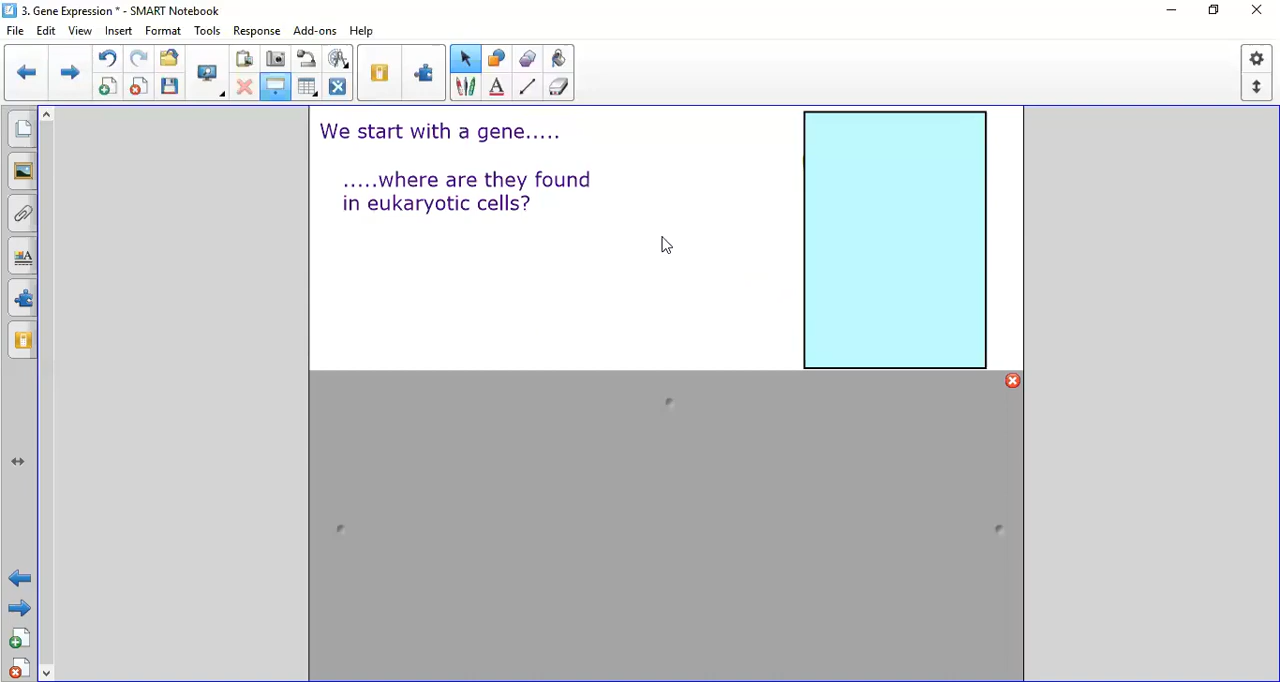 3. Gene Expression * - SMART Notebook
File Edit View Insert Format Tools Response Add-ons Help
We start with a gene.....
.....where are they found
in eukaryotic cells?